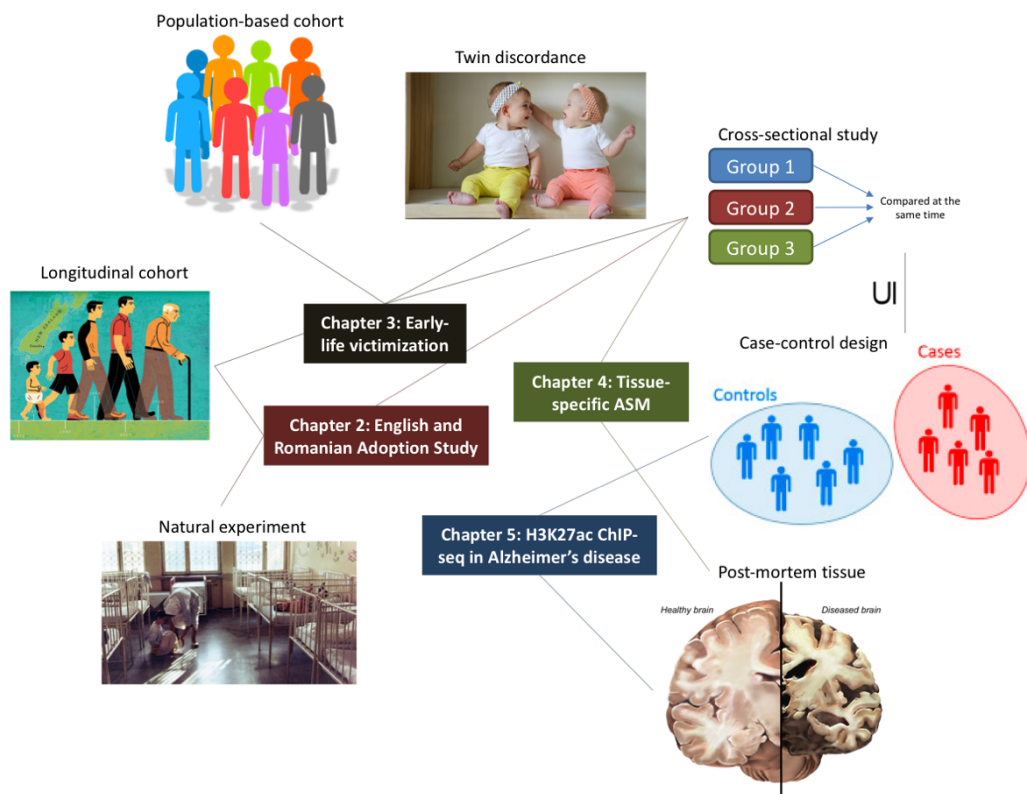 Population-based cohort
Twin discordance
Cross-sectional study
Group 1
Group 2
Group 3
Compared at the
same time
Longitudinal cohort
NEW ZEALAND
Chapter 3: Early-
life victimization
UI
Case-control design
Chapter 4: Tissue-
specific ASM
Cases
Controls
Chapter 2: English and
Romanian Adoption Study
Natural experiment
Chapter 5: H3K27ac ChIP-
seq in Alzheimer's disease
Post-mortem tissue
Healthy brain
Diseased brain